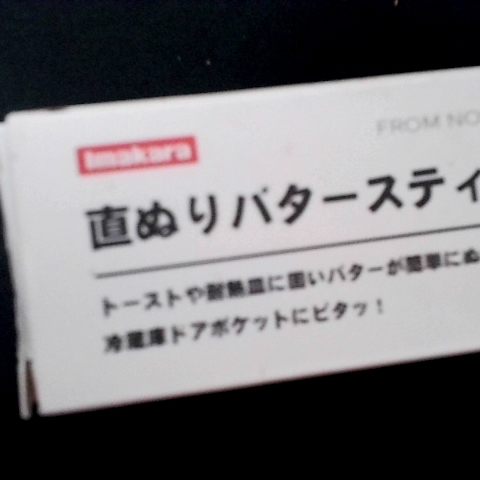 FROM NO
Imakara
直ぬりバタースティ
トーストや耐熱皿に固いバターが簡単にぬ
冷蔵庫ドアポケットにピタッ!